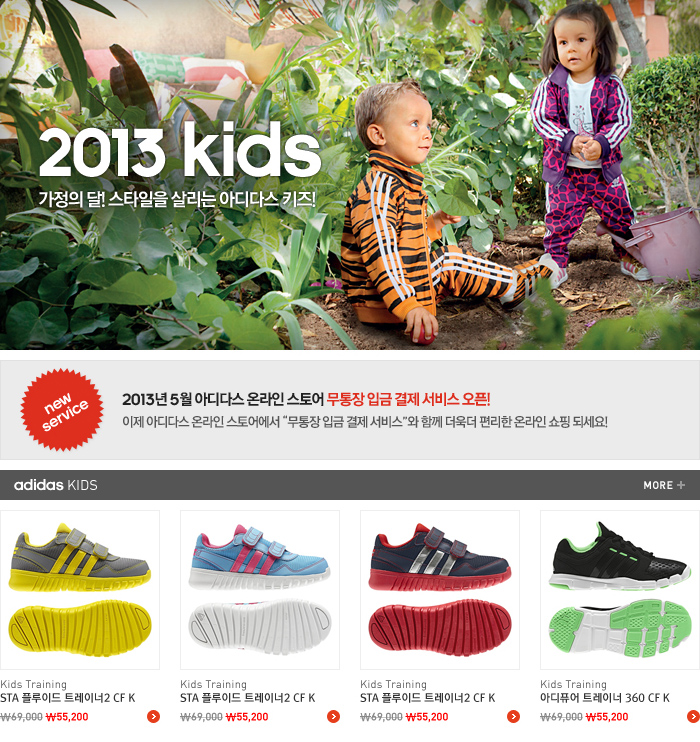 2013 kids
가정의 달! 스타일을 살리는 아디다스 키즈!
new
service
2013년 5월 아디다스 온라인 스토어 무통장 입금 결제 서비스 오픈!
이제 아디다스 온라인 스토어에서 “무통장 입금 결제 서비스”와 함께 더욱더 편리한 온라인 쇼핑 되세요!
adidas KIDS
MORE +
Kids Training
STA 플루이드 트레이너2 CF K
₩69,000 ₩55,200
Kids Training
STA 플루이드 트레이너2 CF K
₩69,000 ₩55,200
Kids Training
STA 플루이드 트레이너2 CF K
₩69,000 ₩55,200
Kids Training
아디퓨어 트레이너 360 CF K
₩69,000 ₩55,200